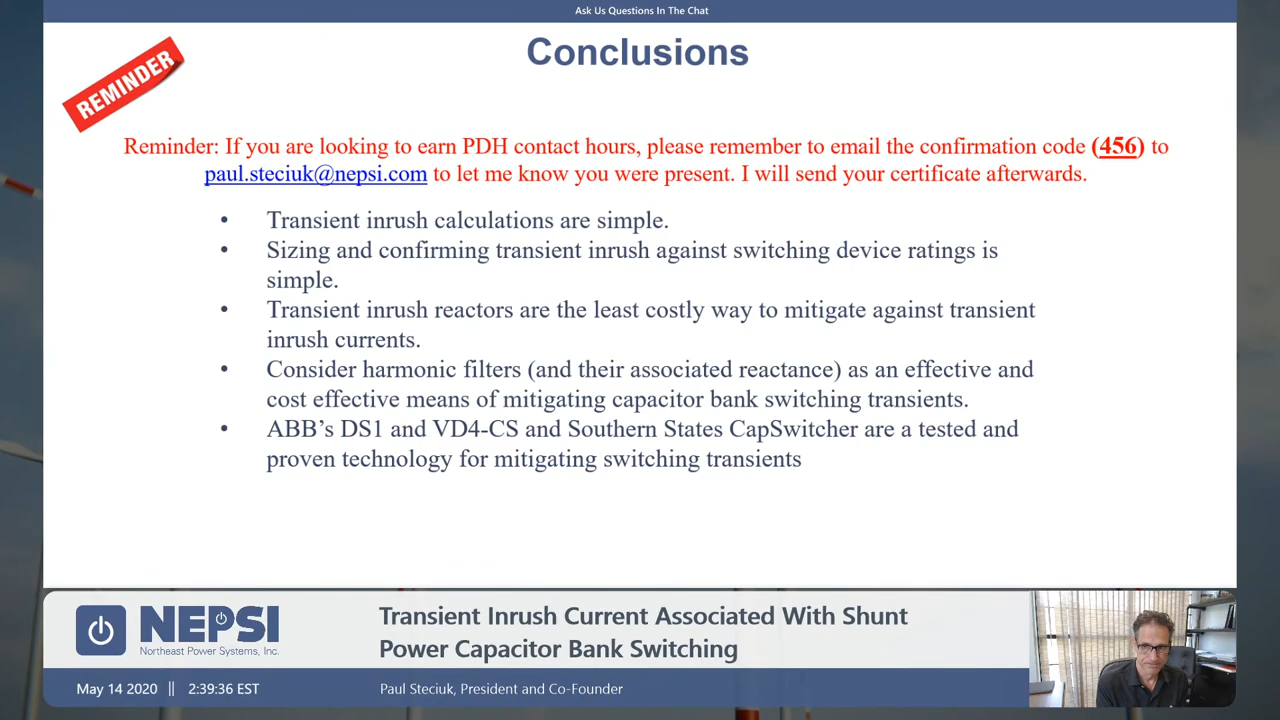 Ask Us Questions In The Chat
Conclusions
REMINDER
Reminder: If you are looking to earn PDH contact hours, please remember to email the confirmation code (456) to
paul.steciuk@nepsi.com to let me know you were present. I will send your certificate afterwards.
• Transient inrush calculations are simple.
• Sizing and confirming transient inrush against switching device ratings is
simple.
• Transient inrush reactors are the least costly way to mitigate against transient
inrush currents.
• Consider harmonic filters (and their associated reactance) as an effective and
cost effective means of mitigating capacitor bank switching transients.
• ABB’s DS1 and VD4-CS and Southern States CapSwitcher are a tested and
proven technology for mitigating switching transients
NEPSI
Northeast Power Systems, Inc.
Transient Inrush Current Associated With Shunt
Power Capacitor Bank Switching
May 14 2020 || 2:39:36 EST
Paul Steciuk, President and Co-Founder